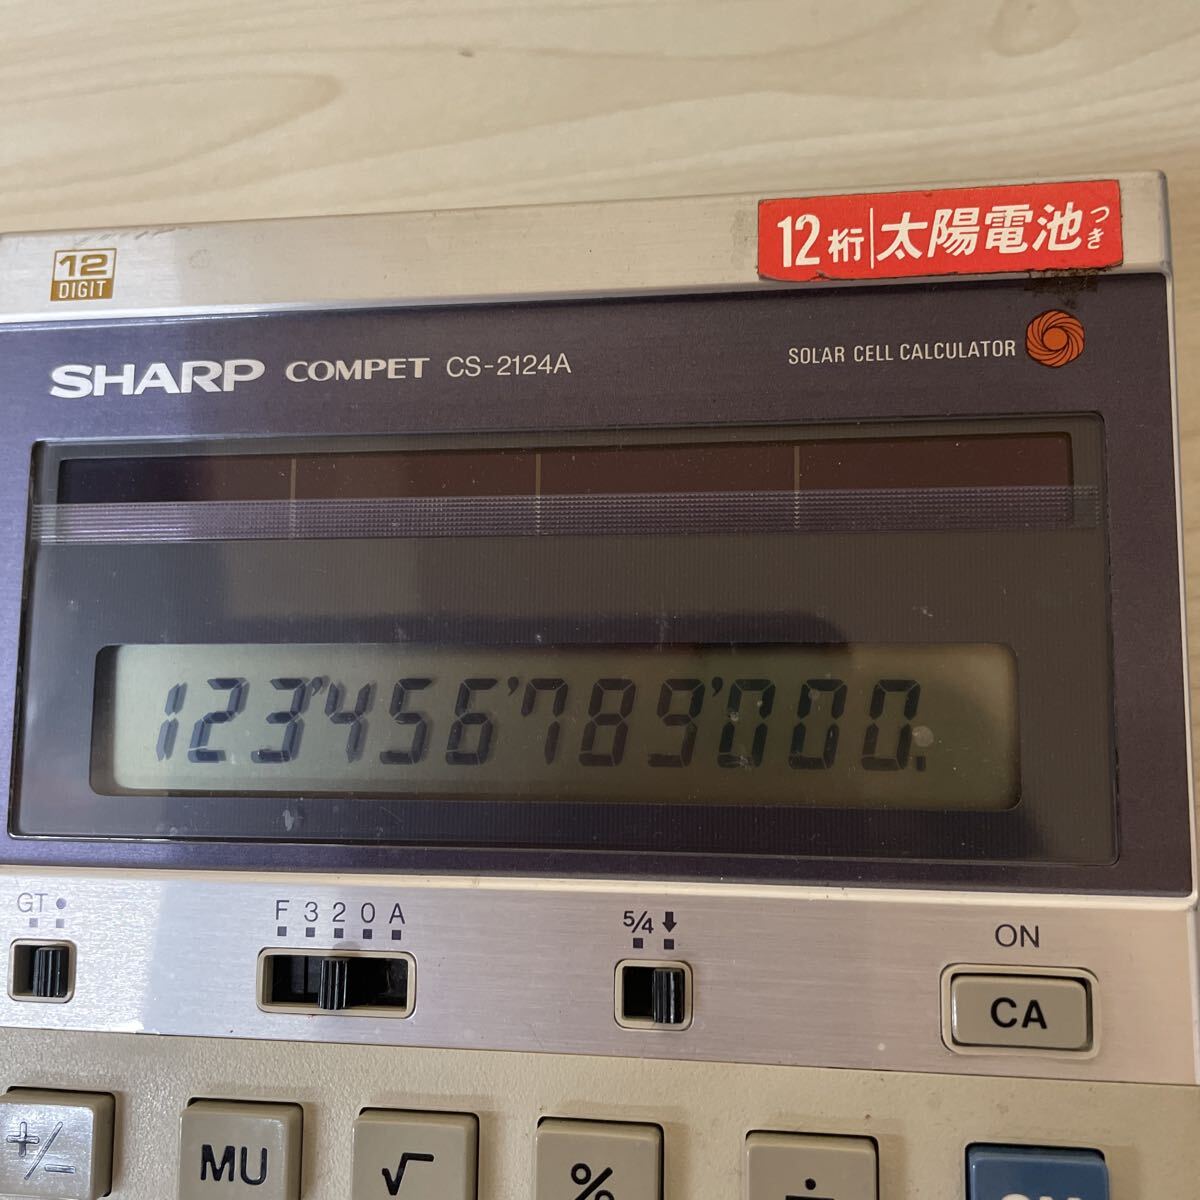 12桁|太陽電池つき
12
DIGIT
SHARP COMPET CS-2124A
SOLAR CELL CALCULATOR
123'456'789'000.
GT •
F 3 2 0 A
5/4 ⬇
ON
CA
+/−
MU
√
%
÷